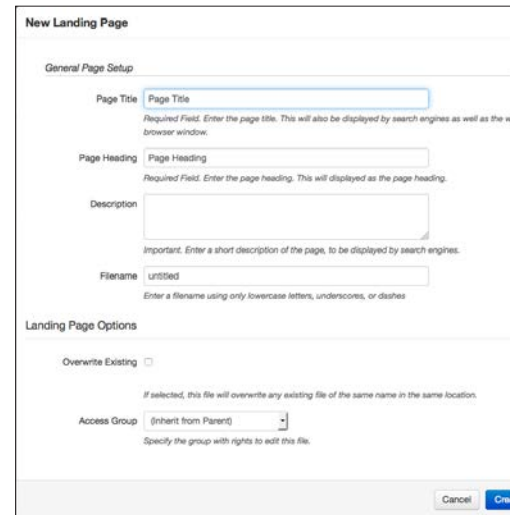 New Landing Page
General Page Setup
Page Title Page Title
Required Field. Enter the page title. This will also be displayed by search engines as well as the
browser window.
Page Heading Page Heading
Required Field. Enter the page heading. This will displayed as the page heading.
Description
Important. Enter a short description of the page, to be displayed by search engines.
Filename untitled
Enter a filename using only lowercase letters, underscores, or dashes
Landing Page Options
Overwrite Existing
If selected, this file will overwrite any existing file of the same name in the same location.
Access Group (Inherit from Parent)
Specify the group with rights to edit this file.
Cancel